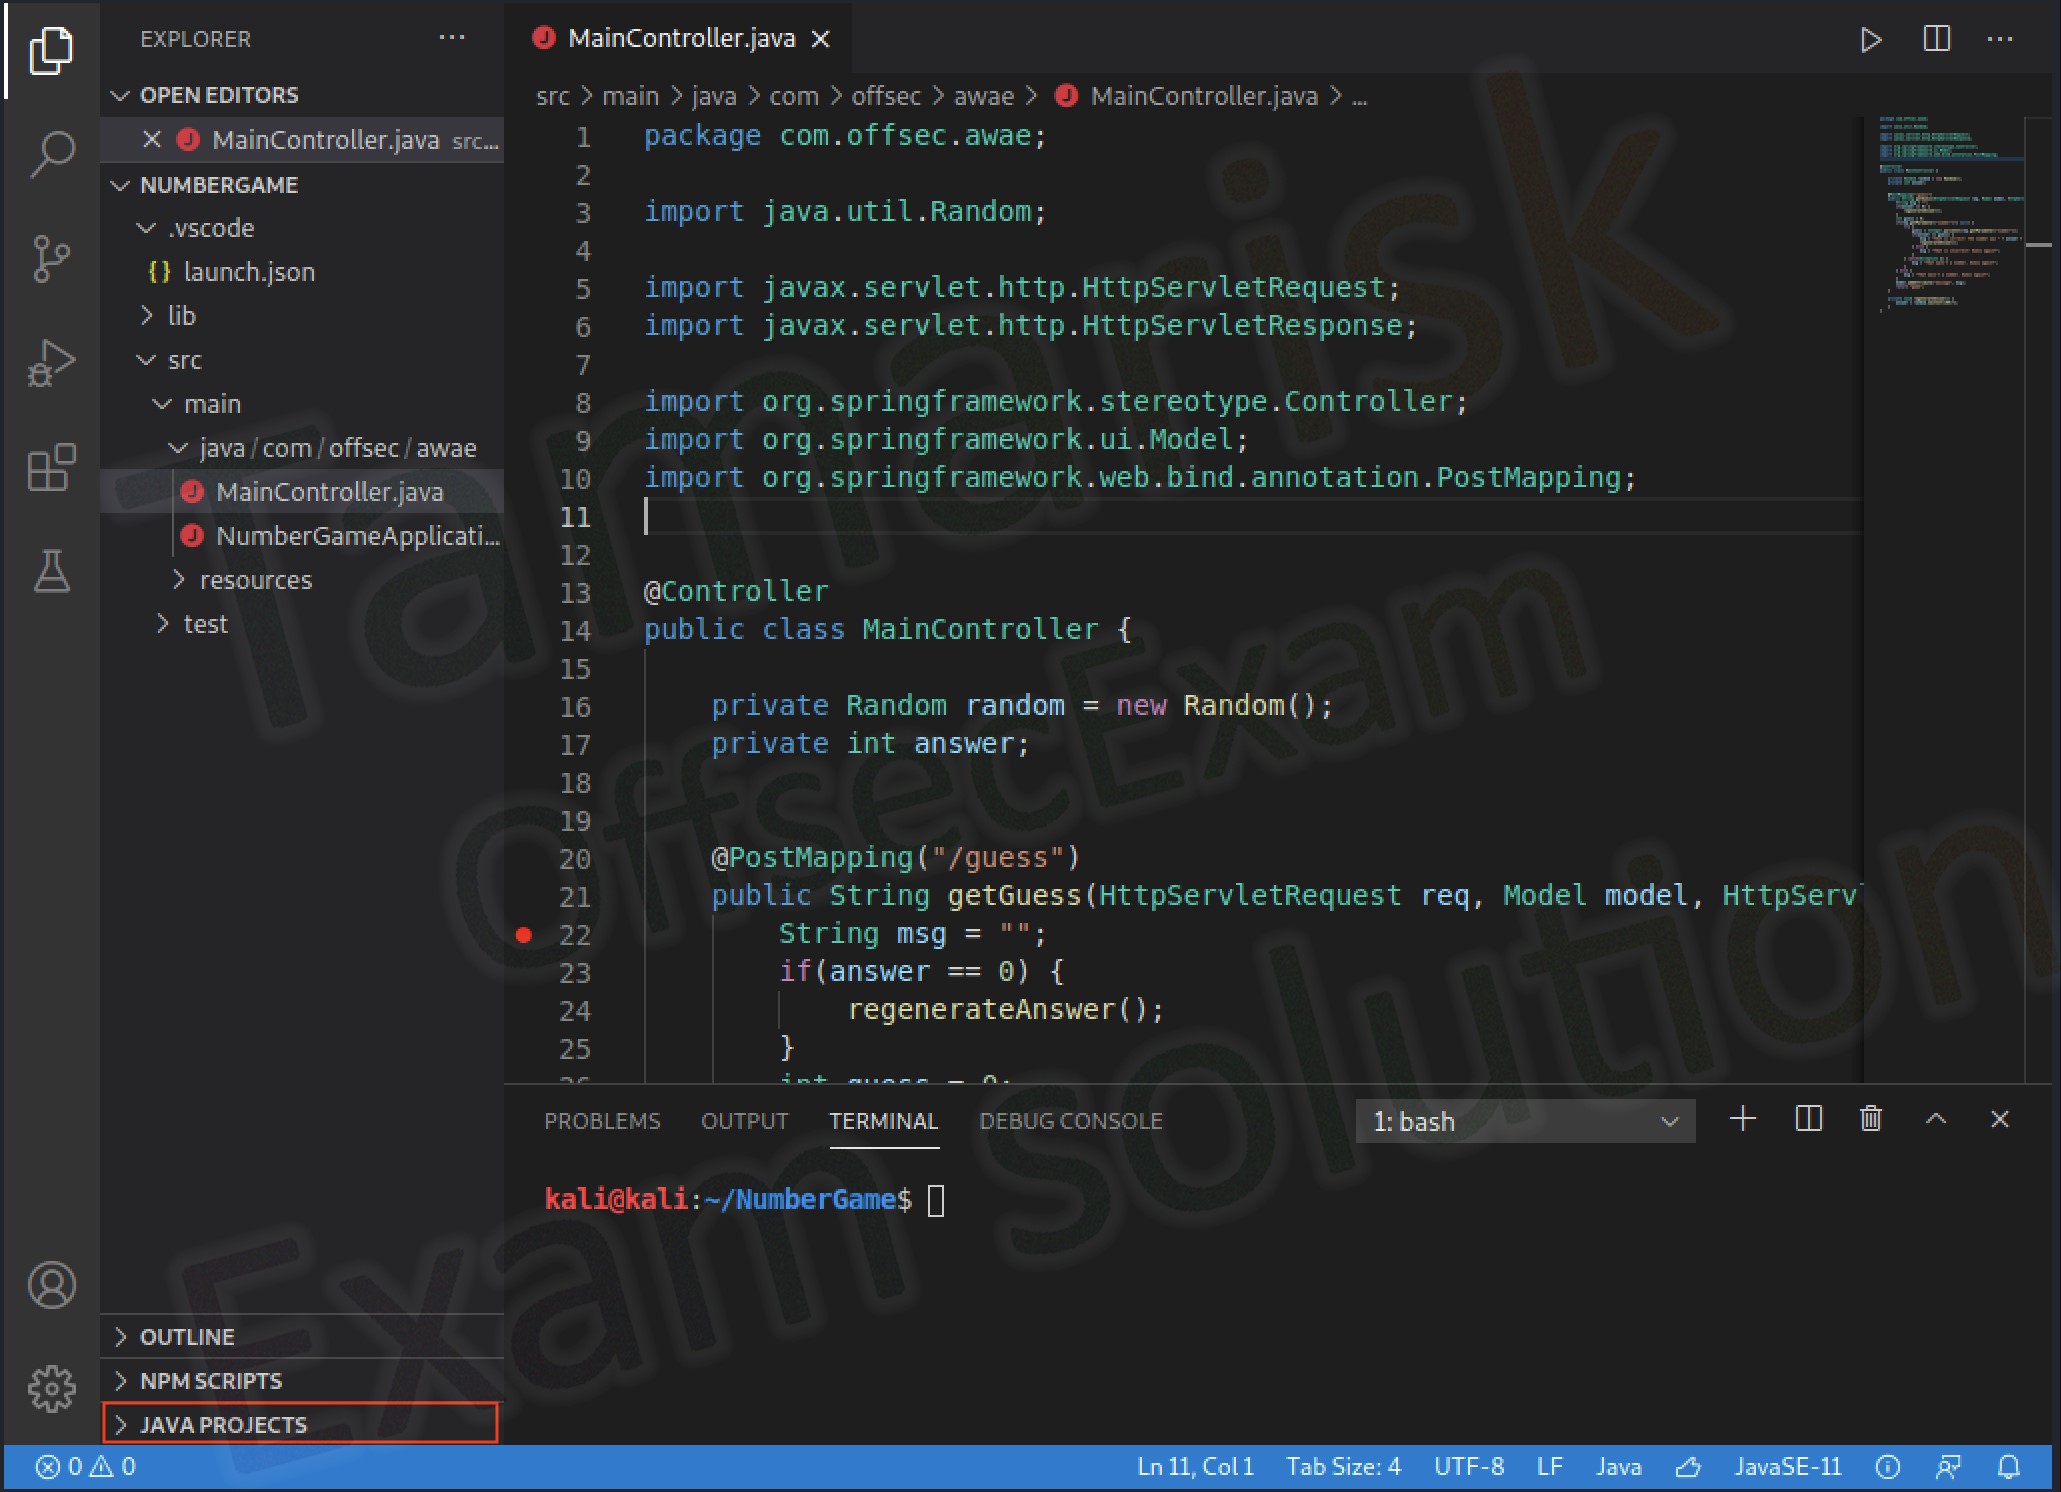 EXPLORER ...
OPEN EDITORS
MainController.java src...
NUMBERGAME
.vscode
{} launch.json
lib
src
main
java / com / offsec / awae
MainController.java
NumberGameApplicati...
resources
test
OUTLINE
NPM SCRIPTS
JAVA PROJECTS
MainController.java
src > main > java > com > offsec > awae > MainController.java > ...
1 package com.offsec.awae;
2
3 import java.util.Random;
4
5 import javax.servlet.http.HttpServletRequest;
6 import javax.servlet.http.HttpServletResponse;
7
8 import org.springframework.stereotype.Controller;
9 import org.springframework.ui.Model;
10 import org.springframework.web.bind.annotation.PostMapping;
11
12
13 @Controller
14 public class MainController {
15
16 private Random random = new Random();
17 private int answer;
18
19
20 @PostMapping("/guess")
21 public String getGuess(HttpServletRequest req, Model model, HttpServl
22 String msg = "";
23 if(answer == 0) {
24 regenerateAnswer();
25 }
26 int guess = 0;
PROBLEMS OUTPUT TERMINAL DEBUG CONSOLE 1: bash
kali@kali:~/NumberGame$
0 0 Ln 11, Col 1 Tab Size: 4 UTF-8 LF Java JavaSE-11
Tamarisk
OffsecExam
Exam solution